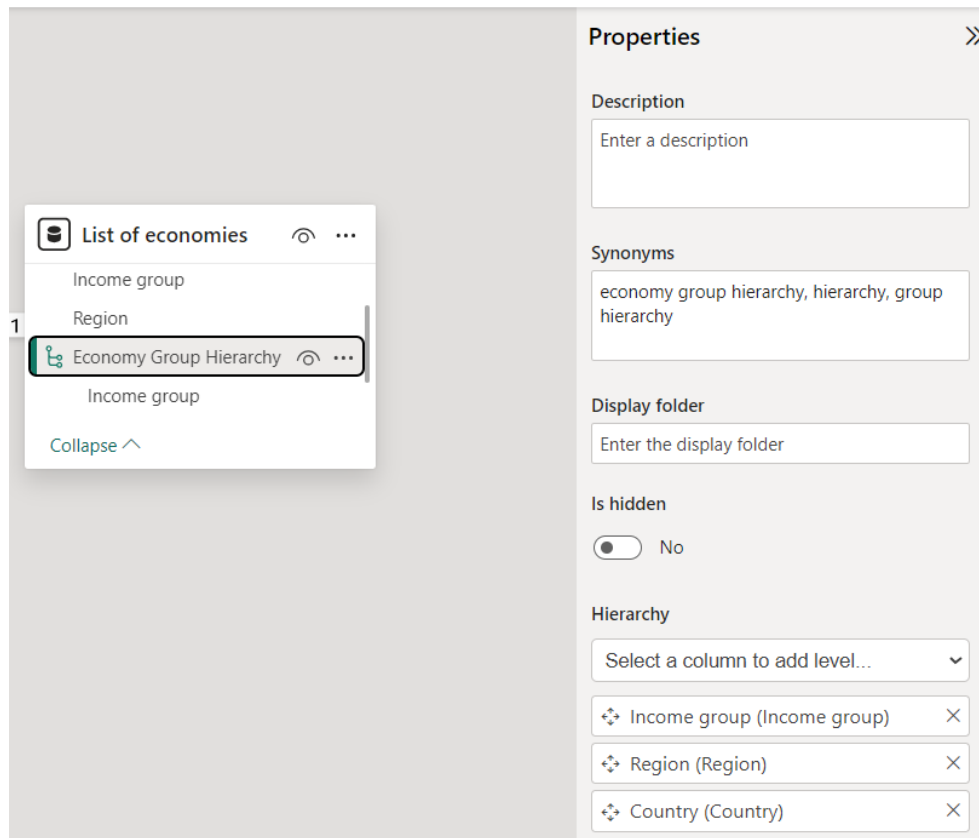 Properties
Description
Enter a description
List of economies
Income group
Region
1
Economy Group Hierarchy
Income group
Collapse
Synonyms
economy group hierarchy, hierarchy, group
hierarchy
Display folder
Enter the display folder
Is hidden
No
Hierarchy
Select a column to add level...
Income group (Income group)
Region (Region)
Country (Country)